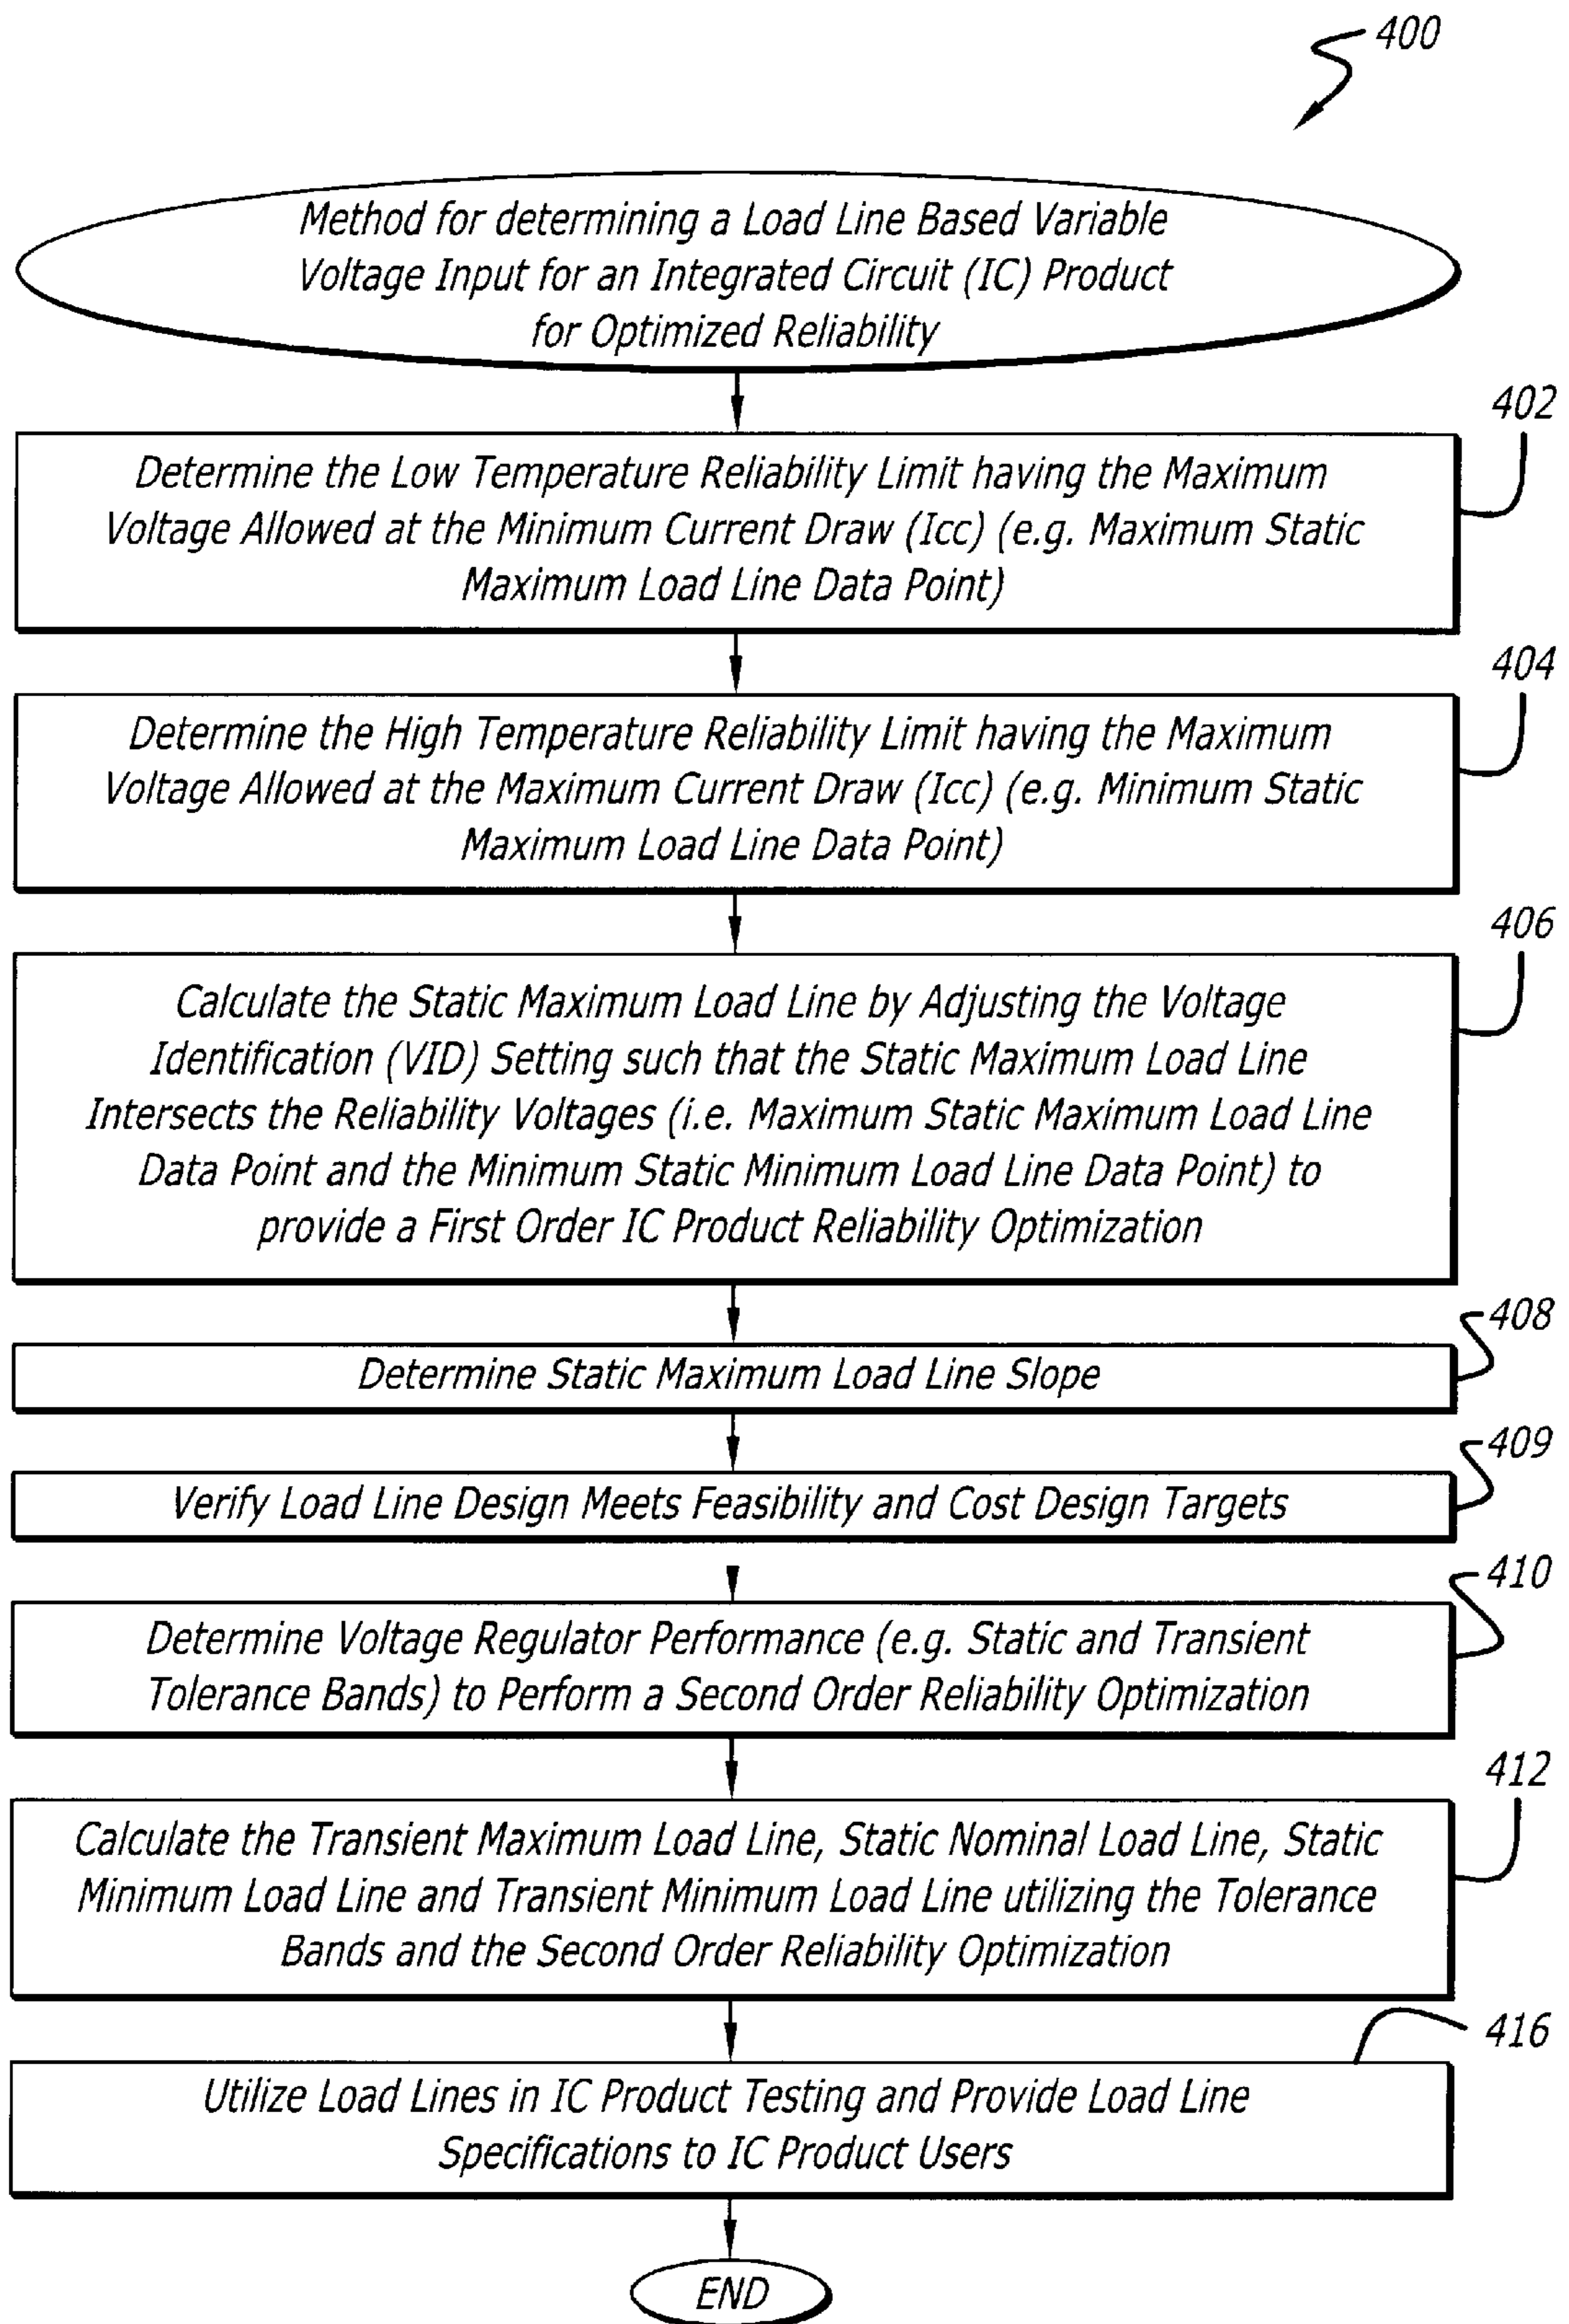 400
Method for determining a Load Line Based Variable
Voltage Input for an Integrated Circuit (IC) Product
for Optimized Reliability
402
Determine the Low Temperature Reliability Limit having the Maximum
Voltage Allowed at the Minimum Current Draw (Icc) (e.g. Maximum Static
Maximum Load Line Data Point)
404
Determine the High Temperature Reliability Limit having the Maximum
Voltage Allowed at the Maximum Current Draw (Icc) (e.g. Minimum Static
Maximum Load Line Data Point)
406
Calculate the Static Maximum Load Line by Adjusting the Voltage
Identification (VID) Setting such that the Static Maximum Load Line
Intersects the Reliability Voltages (i.e. Maximum Static Maximum Load Line
Data Point and the Minimum Static Minimum Load Line Data Point) to
provide a First Order IC Product Reliability Optimization
408
Determine Static Maximum Load Line Slope
409
Verify Load Line Design Meets Feasibility and Cost Design Targets
410
Determine Voltage Regulator Performance (e.g. Static and Transient
Tolerance Bands) to Perform a Second Order Reliability Optimization
412
Calculate the Transient Maximum Load Line, Static Nominal Load Line, Static
Minimum Load Line and Transient Minimum Load Line utilizing the Tolerance
Bands and the Second Order Reliability Optimization
416
Utilize Load Lines in IC Product Testing and Provide Load Line
Specifications to IC Product Users
END